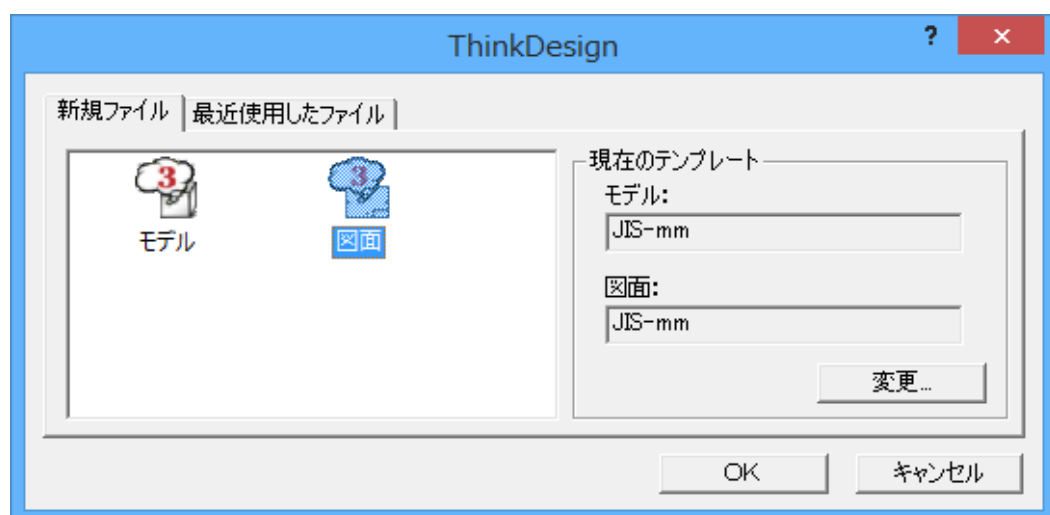 ThinkDesign
?
×
新規ファイル 最近使用したファイル
3
モデル
3
図面
現在のテンプレート
モデル:
JIS-mm
図面:
JIS-mm
変更...
OK
キャンセル